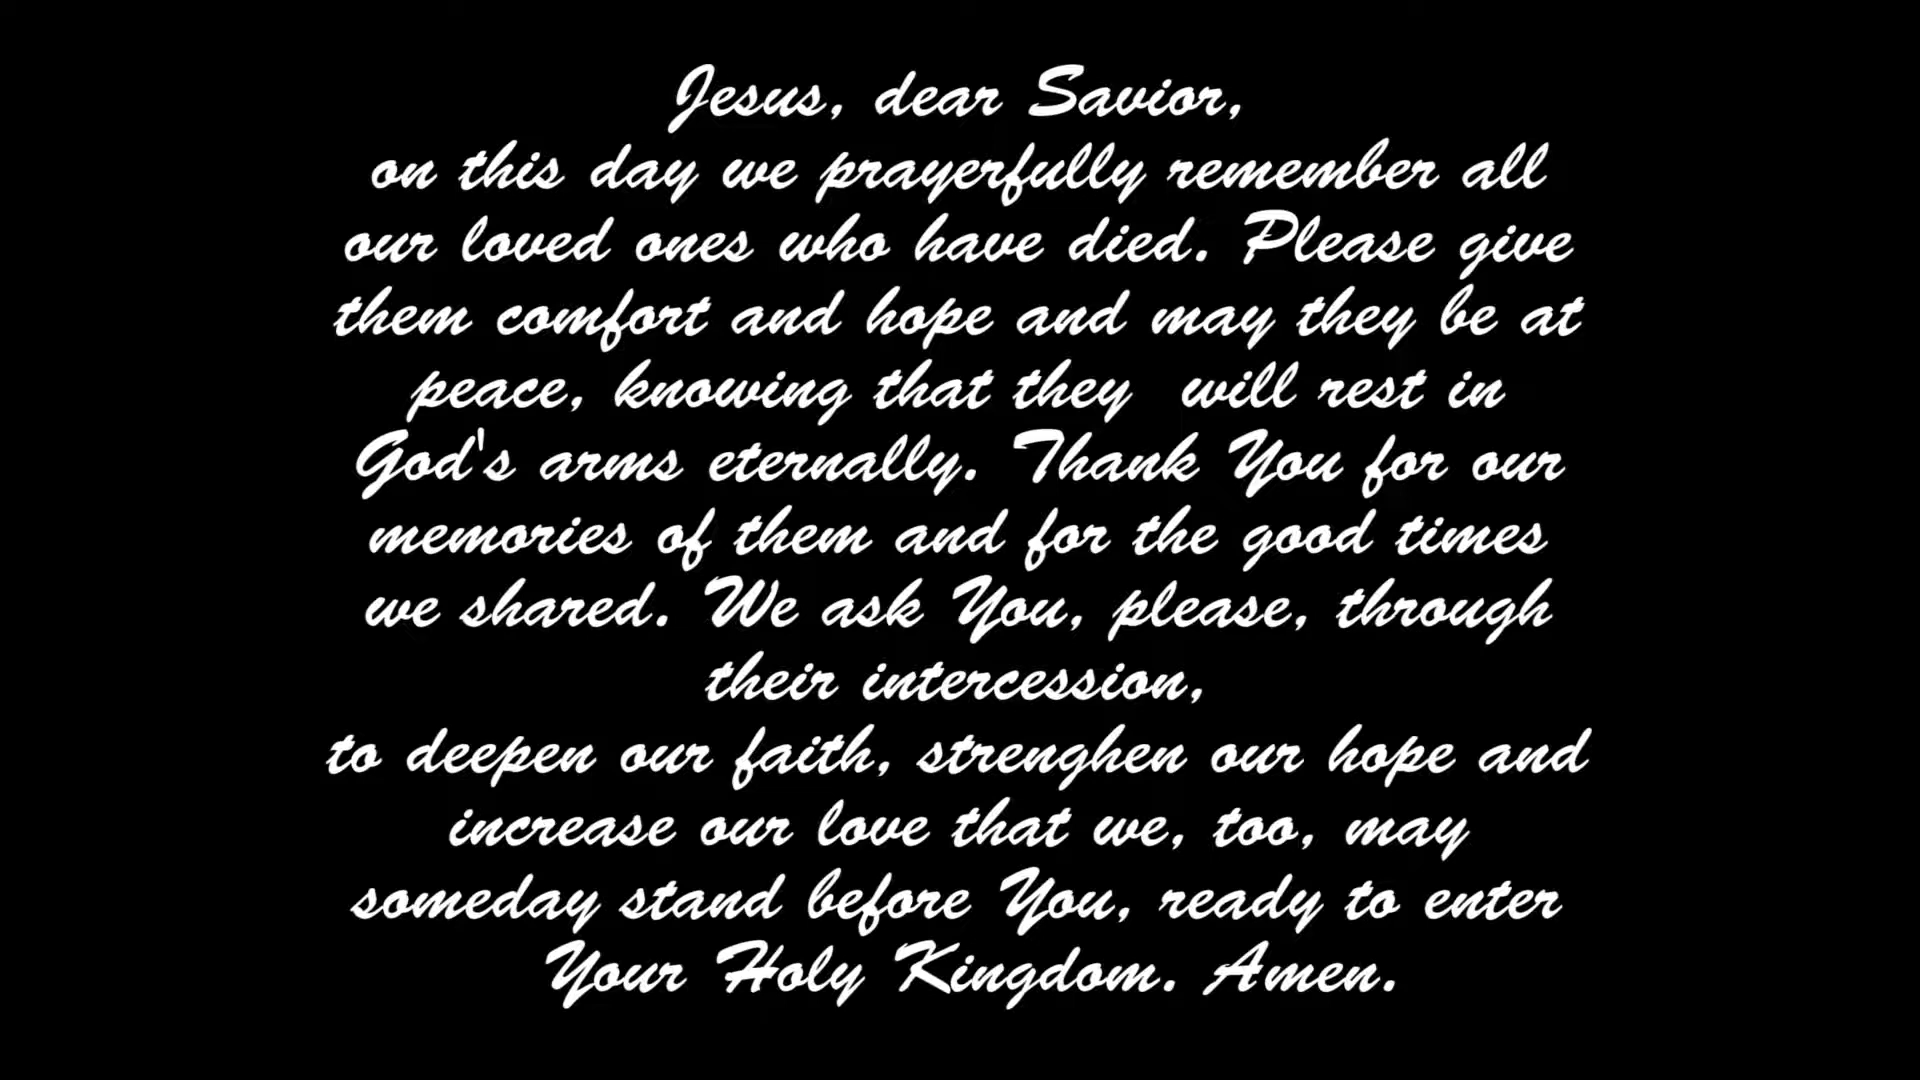 Jesus, dear Savior,
on this day we prayerfully remember all
our loved ones who have died. Please give
them comfort and hope and may they be at
peace, knowing that they will rest in
God's arms eternally. Thank You for our
memories of them and for the good times
we shared. We ask You, please, through
their intercession,
to deepen our faith, strenghen our hope and
increase our love that we, too, may
someday stand before You, ready to enter
Your Holy Kingdom. Amen.